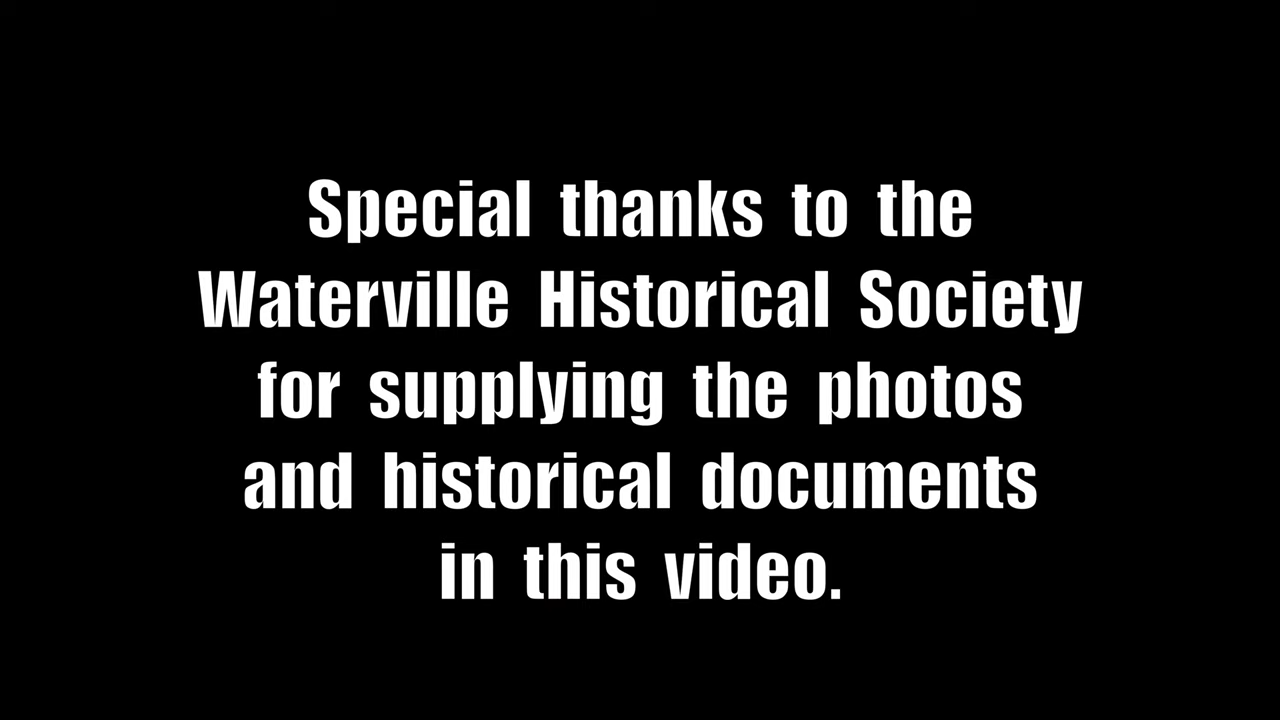 Special thanks to the
Waterville Historical Society
for supplying the photos
and historical documents
in this video.